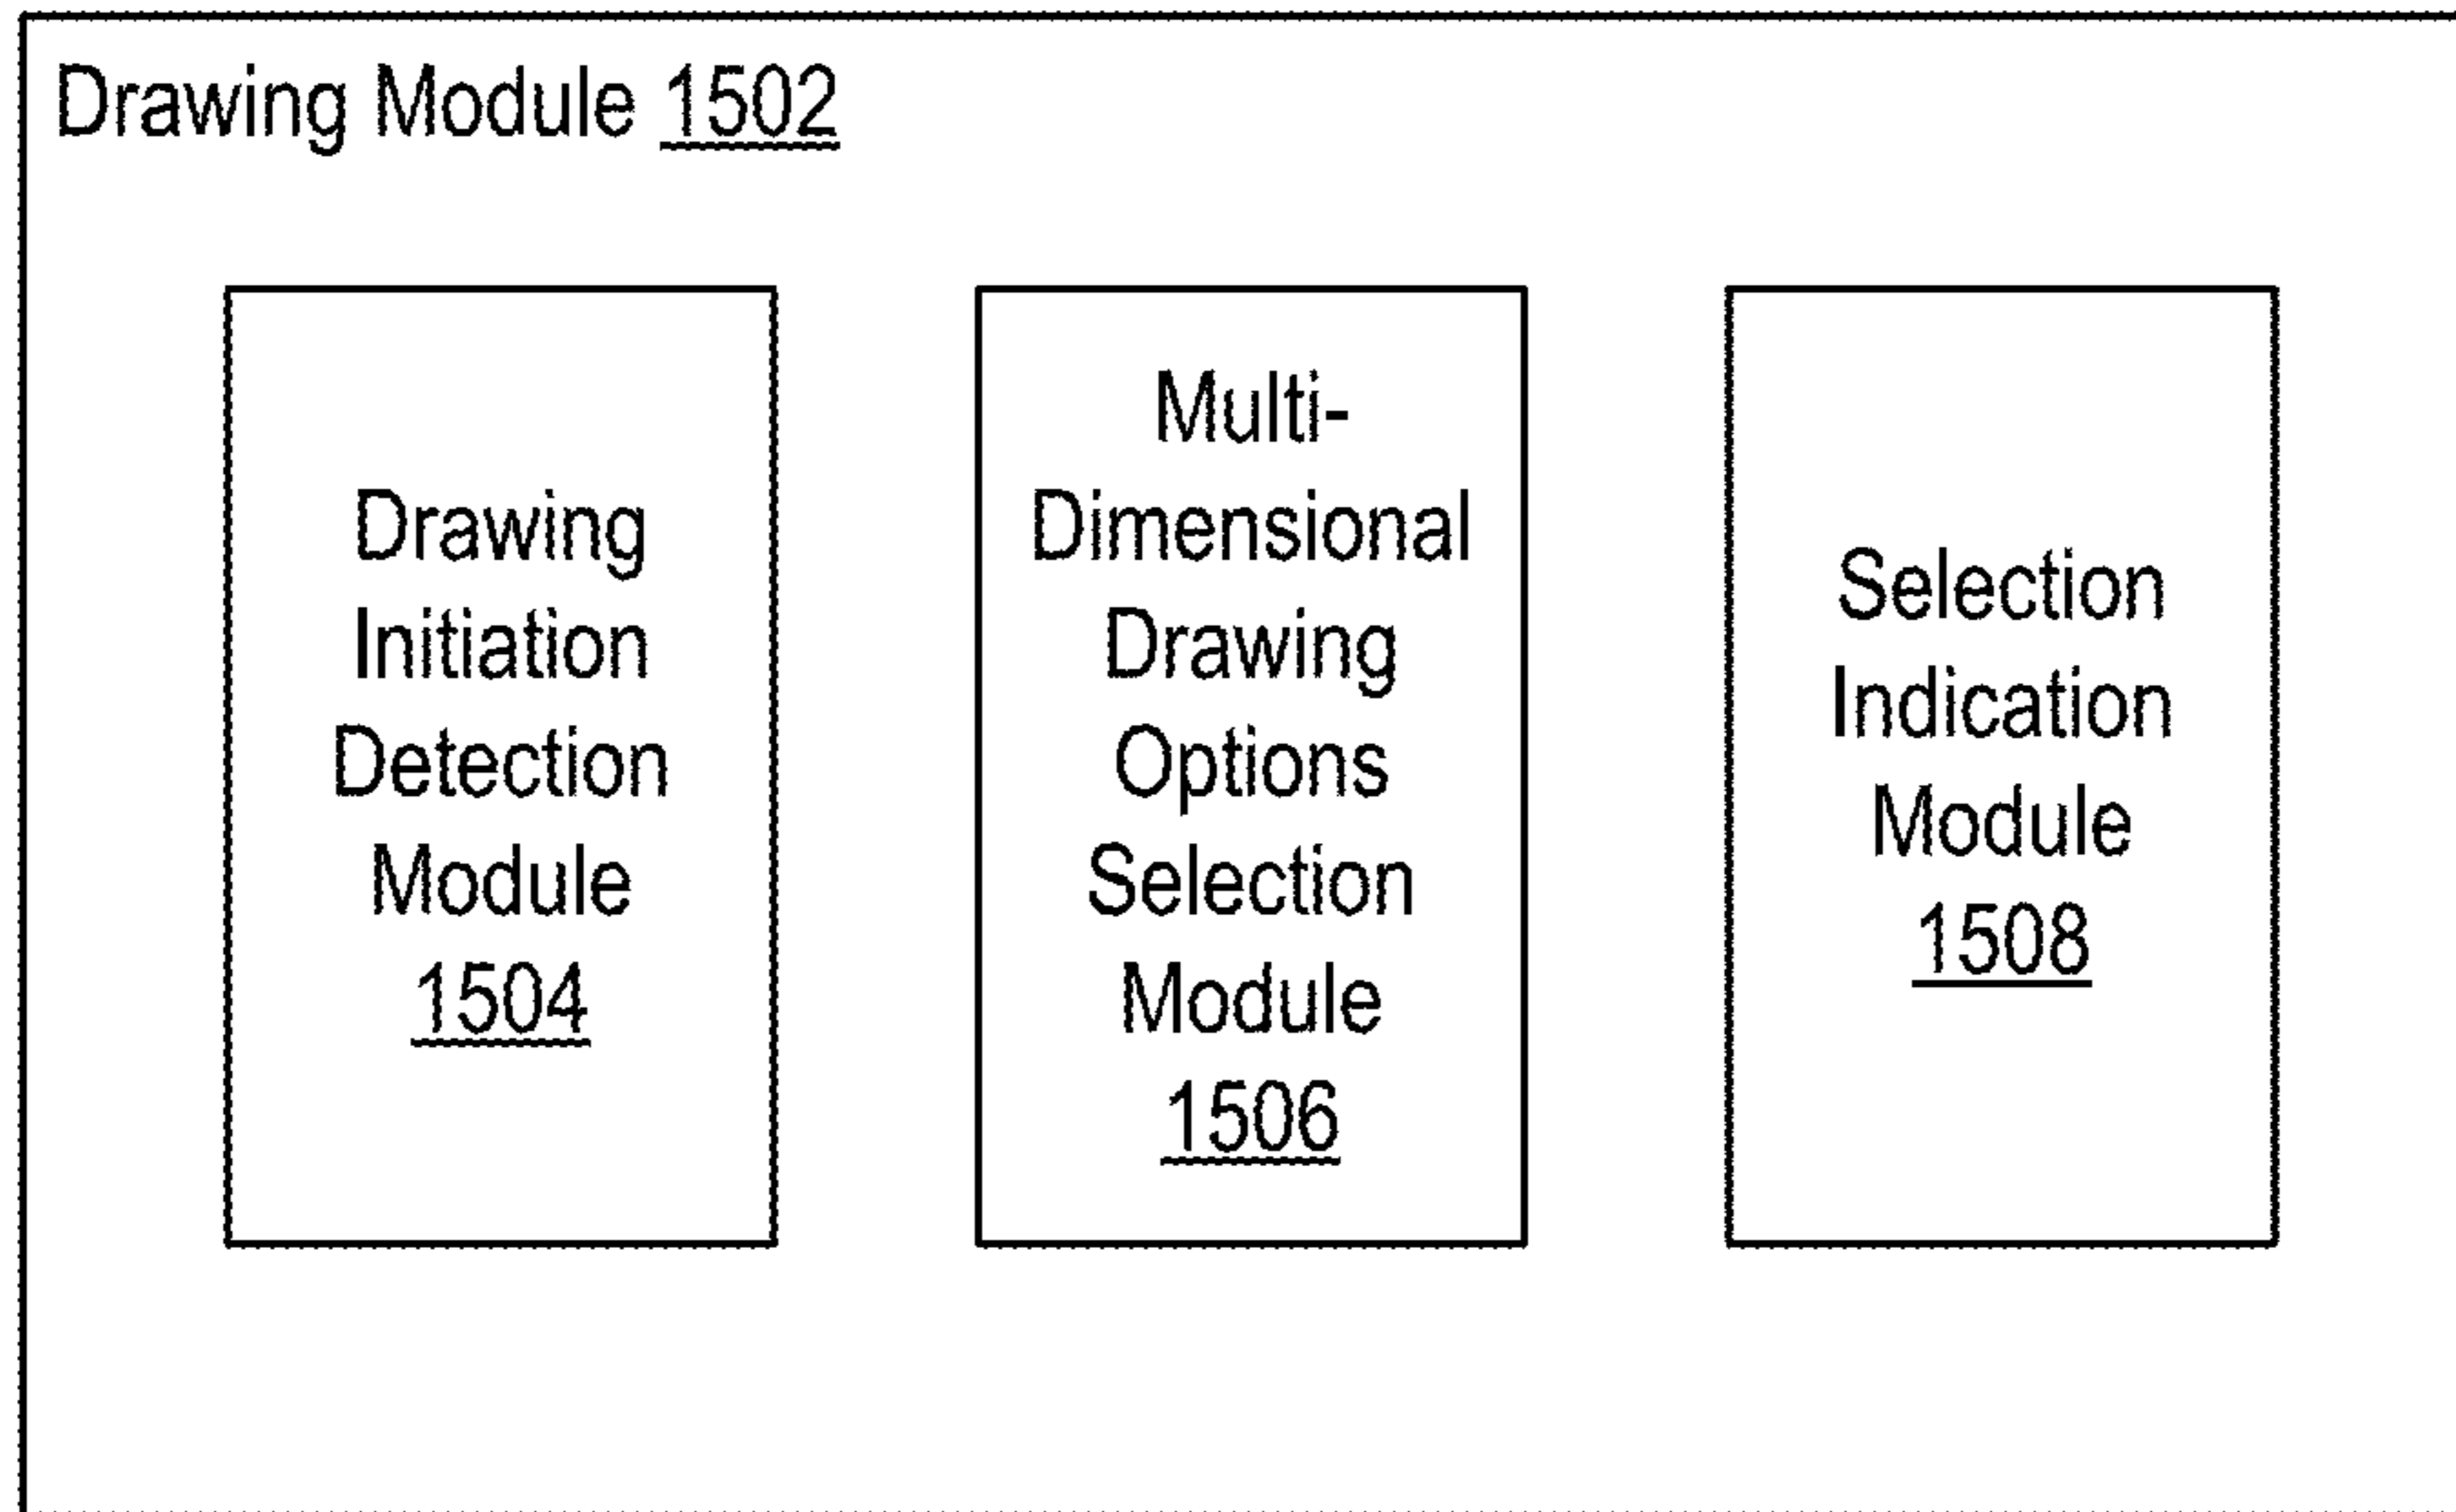 Drawing Module 1502
Drawing
Initiation
Detection
Module
1504
Multi-
Dimensional
Drawing
Options
Selection
Module
1506
Selection
Indication
Module
1508